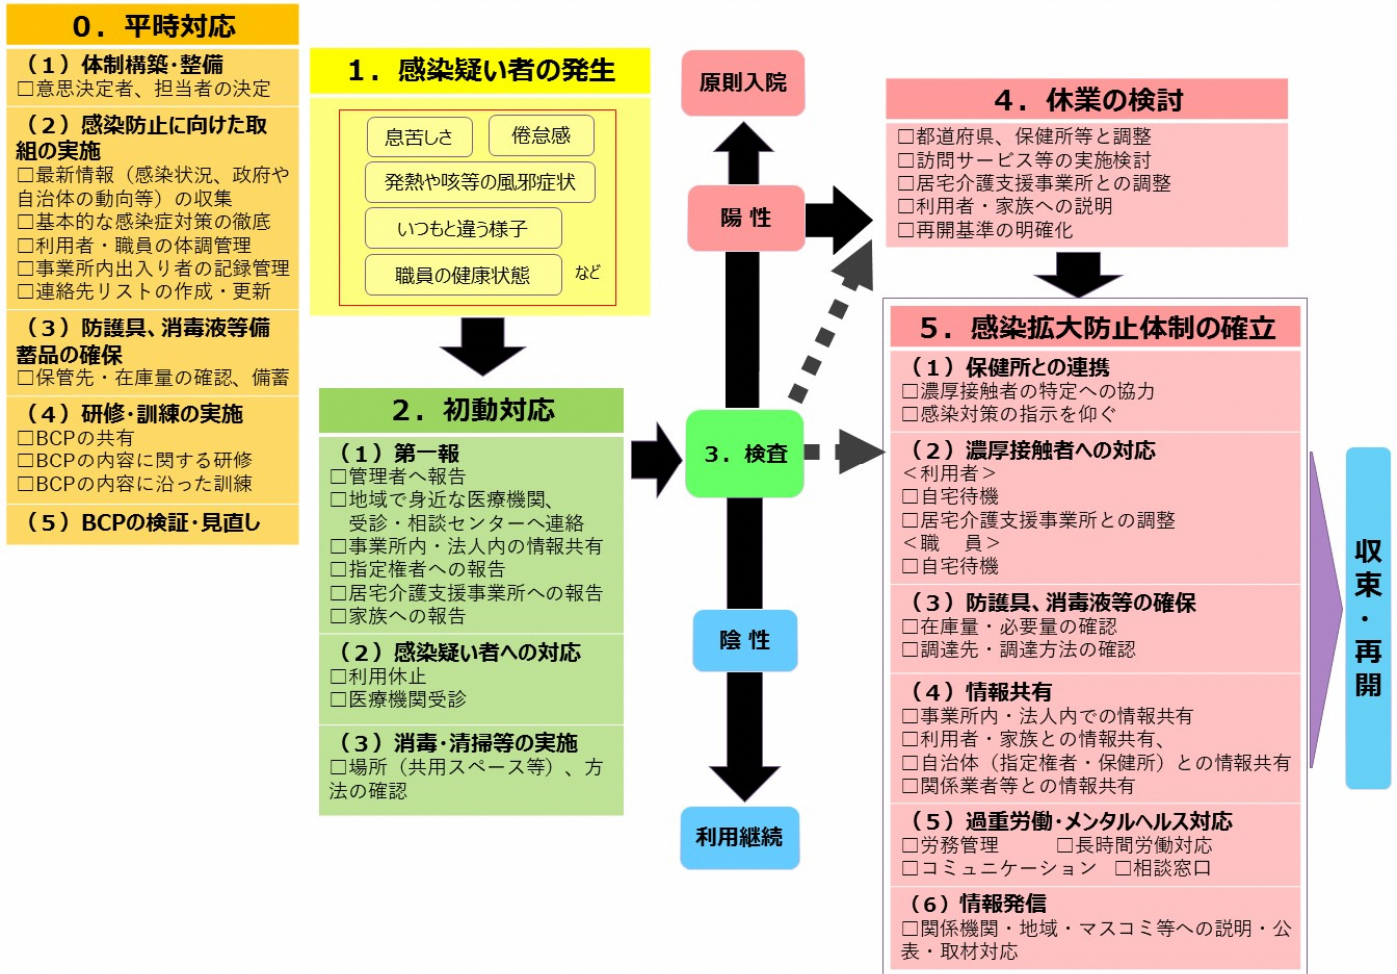 0．平時対応
（1）体制構築・整備
□意思決定者、担当者の決定
（2）感染防止に向けた取
組の実施
□最新情報（感染状況、政府や
自治体の動向等）の収集
□基本的な感染症対策の徹底
□利用者・職員の体調管理
□事業所内出入り者の記録管理
□連絡先リストの作成・更新
（3）防護具、消毒液等備
蓄品の確保
□保管先・在庫量の確認、備蓄
（4）研修・訓練の実施
□BCPの共有
□BCPの内容に関する研修
□BCPの内容に沿った訓練
（5）BCPの検証・見直し
1．感染疑い者の発生
息苦しさ
倦怠感
発熱や咳等の風邪症状
いつもと違う様子
職員の健康状態
など
2．初動対応
（1）第一報
□管理者へ報告
□地域で身近な医療機関、
受診・相談センターへ連絡
□事業所内・法人内の情報共有
□指定権者への報告
□居宅介護支援事業所への報告
□家族への報告
（2）感染疑い者への対応
□利用休止
□医療機関受診
（3）消毒・清掃等の実施
□場所（共用スペース等）、方
法の確認
原則入院
陽 性
3．検査
陰 性
利用継続
4．休業の検討
□都道府県、保健所等と調整
□訪問サービス等の実施検討
□居宅介護支援事業所との調整
□利用者・家族への説明
□再開基準の明確化
5．感染拡大防止体制の確立
（1）保健所との連携
□濃厚接触者の特定への協力
□感染対策の指示を仰ぐ
（2）濃厚接触者への対応
＜利用者＞
□自宅待機
□居宅介護支援事業所との調整
＜職　員＞
□自宅待機
（3）防護具、消毒液等の確保
□在庫量・必要量の確認
□調達先・調達方法の確認
（4）情報共有
□事業所内・法人内での情報共有
□利用者・家族との情報共有、
□自治体（指定権者・保健所）との情報共有
□関係業者等との情報共有
（5）過重労働・メンタルヘルス対応
□労務管理　□長時間労働対応
□コミュニケーション　□相談窓口
（6）情報発信
□関係機関・地域・マスコミ等への説明・公
表・取材対応
収束・再開